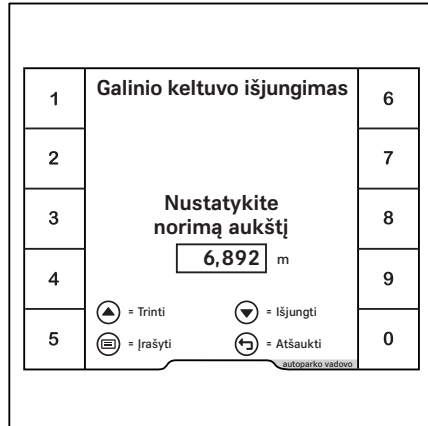 Galinio keltuvo išjungimas
1
6
2
7
Nustatykite
3
norimą aukštį
8
6,892 m
4
9
= Trinti
= Išjungti
5
= Įrašyti
= Atšaukti
0
autoparko vadovo